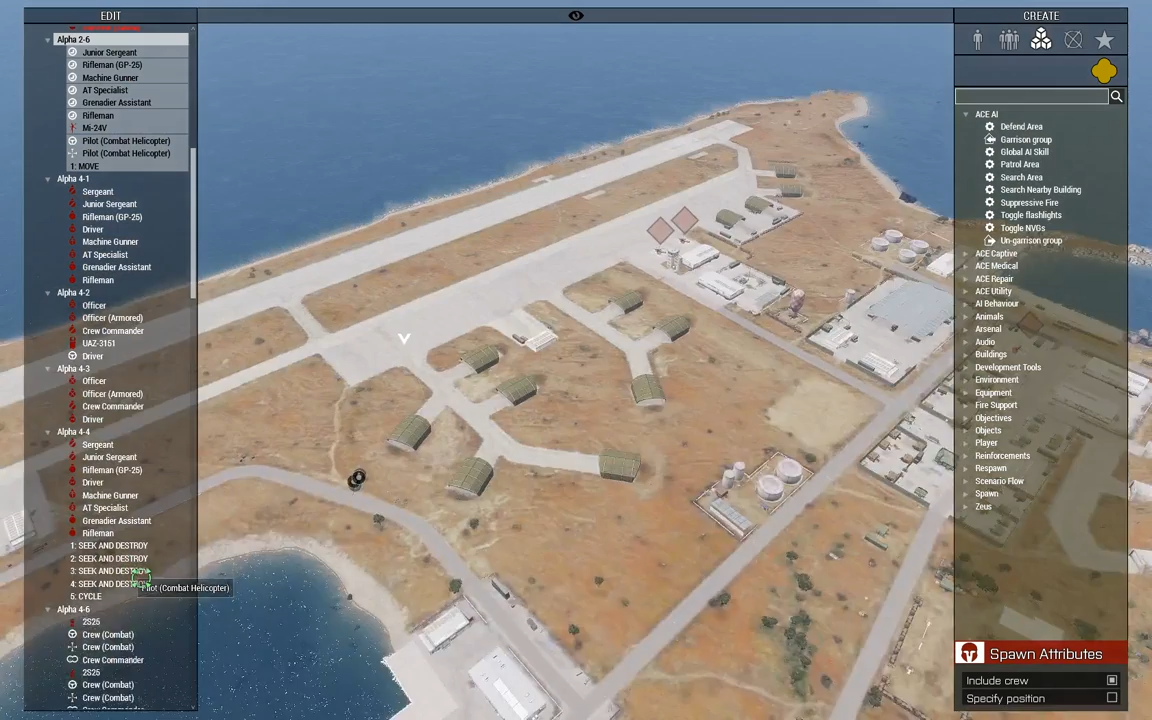 EDIT
Alpha 2-6
Junior Sergeant
Rifleman (GP-25)
Machine Gunner
AT Specialist
Grenadier Assistant
Rifleman
Mi-24V
Pilot (Combat Helicopter)
Pilot (Combat Helicopter)
1: MOVE
Alpha 4-1
Sergeant
Junior Sergeant
Rifleman (GP-25)
Driver
Machine Gunner
AT Specialist
Grenadier Assistant
Rifleman
Alpha 4-2
Officer
Officer (Armored)
Crew Commander
UAZ-3151
Driver
Alpha 4-3
Officer
Officer (Armored)
Crew Commander
Driver
Alpha 4-4
Sergeant
Junior Sergeant
Rifleman (GP-25)
Driver
Machine Gunner
AT Specialist
Grenadier Assistant
Rifleman
1: SEEK AND DESTROY
2: SEEK AND DESTROY
3: SEEK AND DESTROY
4: SEEK AND DESTROY
5: CYCLE
Alpha 4-6
2S25
Crew (Combat)
Crew (Combat)
Crew Commander
2S25
Crew (Combat)
Crew (Combat)
Pilot (Combat Helicopter)
CREATE
ACE AI
Defend Area
Garrison group
Global AI Skill
Patrol Area
Search Area
Search Nearby Building
Suppressive Fire
Toggle flashlights
Toggle NVGs
Un-garrison group
ACE Captive
ACE Medical
ACE Repair
ACE Utility
AI Behaviour
Animals
Arsenal
Audio
Buildings
Development Tools
Environment
Equipment
Fire Support
Objectives
Objects
Player
Reinforcements
Respawn
Scenario Flow
Spawn
Zeus
Spawn Attributes
Include crew
Specify position